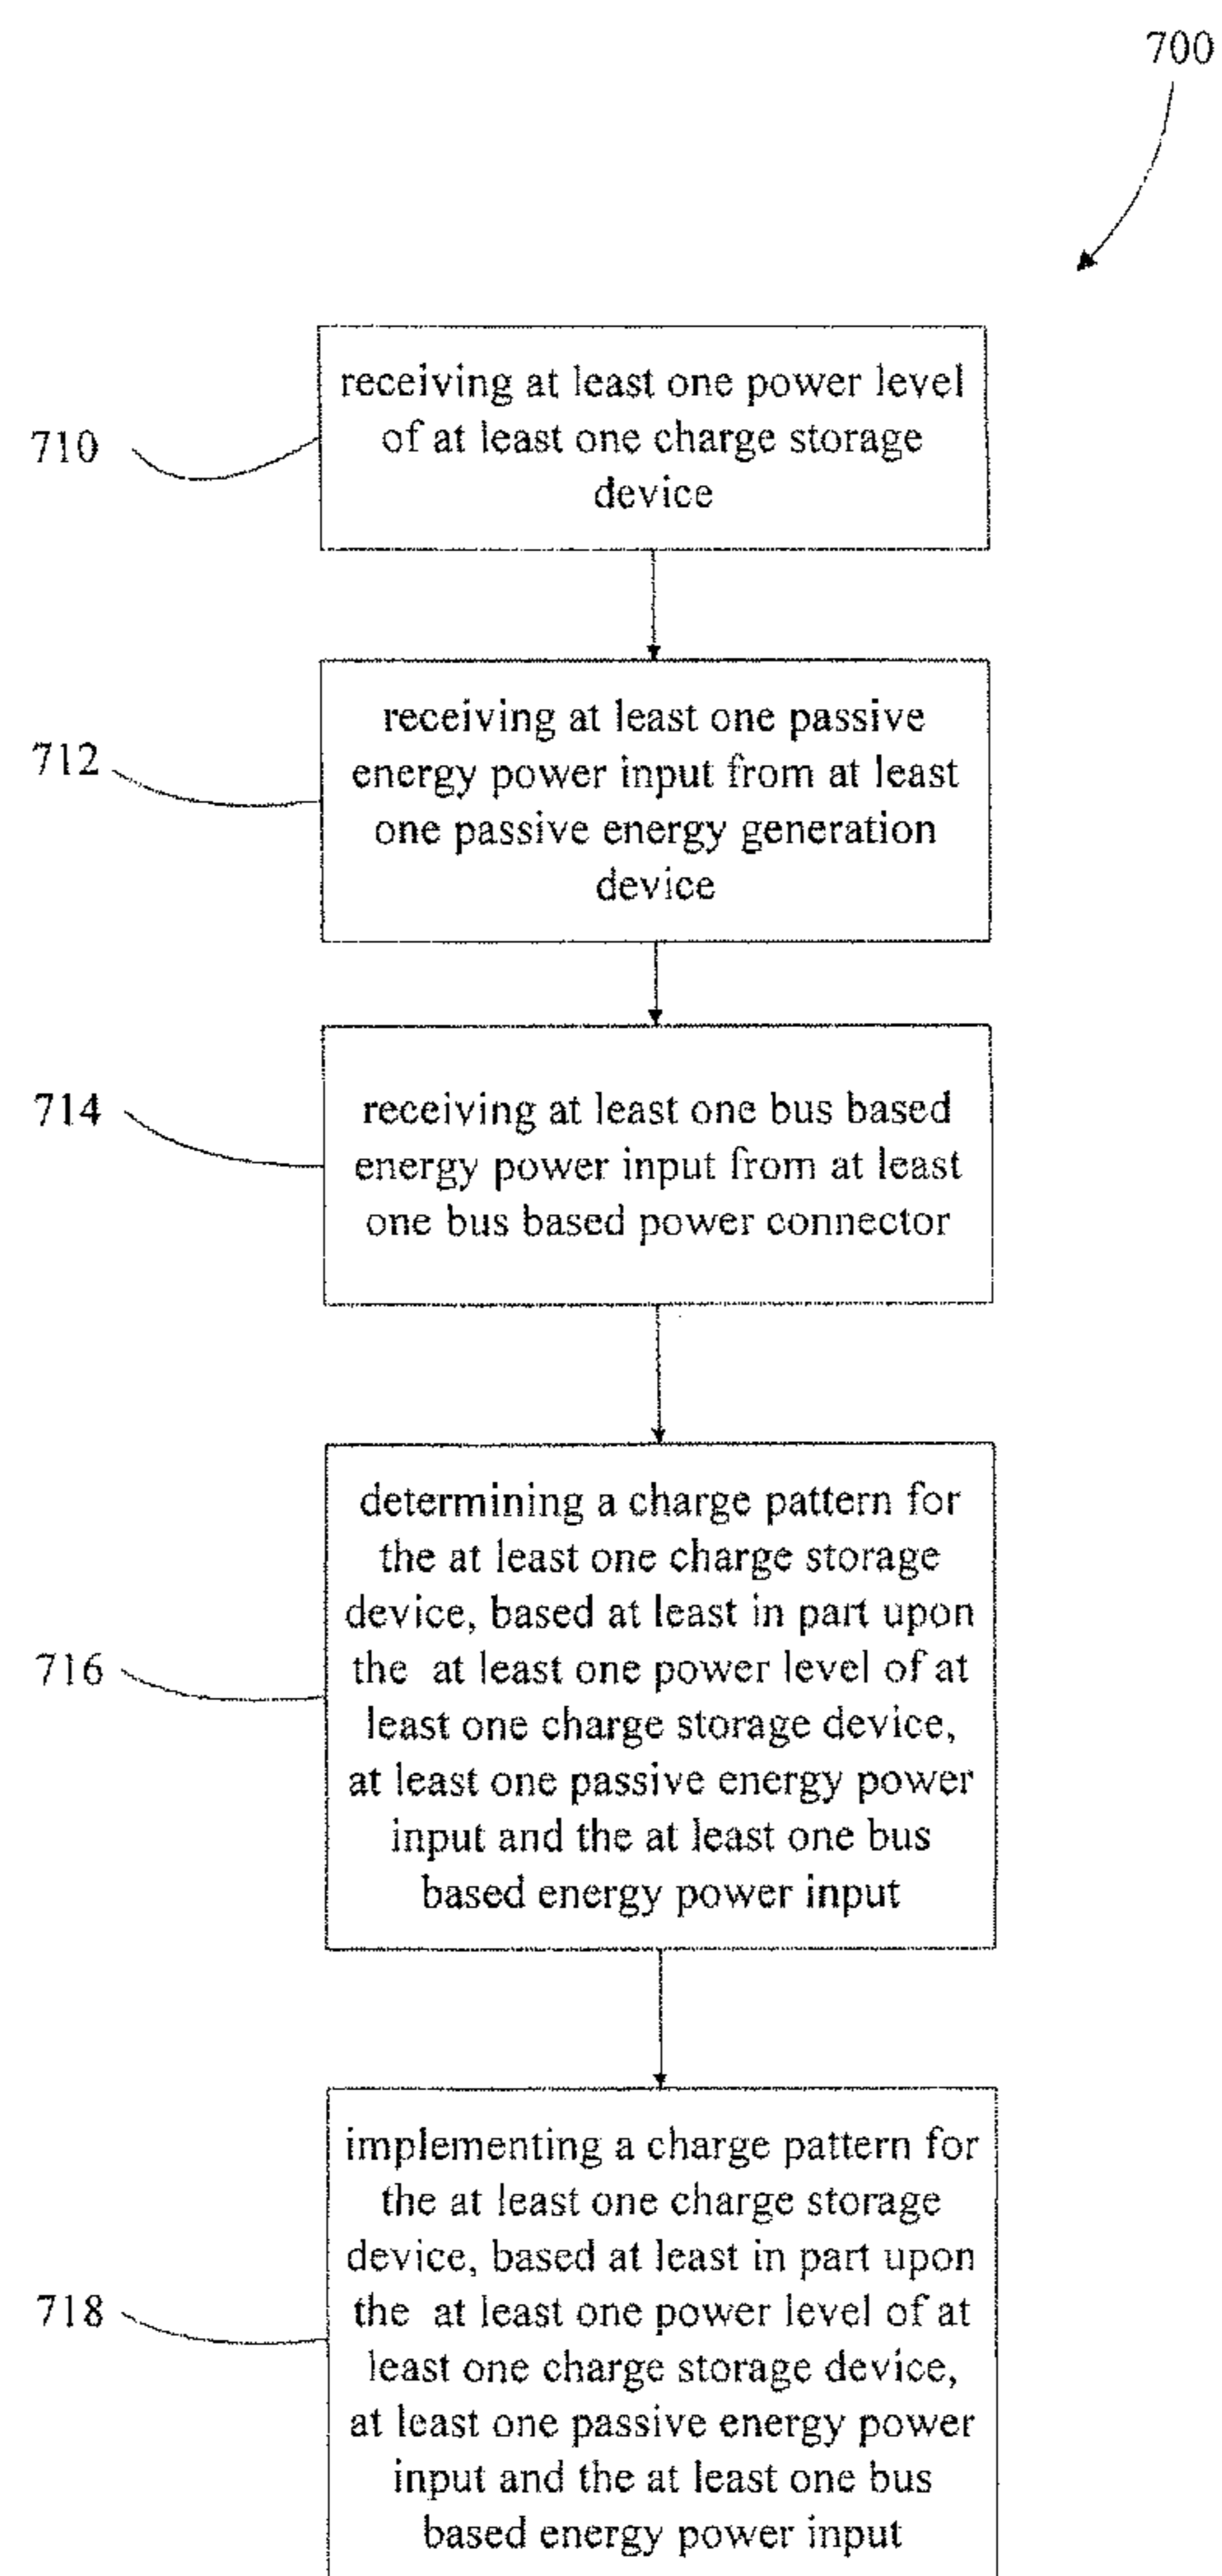 700
710
receiving at least one power level
of at least one charge storage
device
712
receiving at least one passive
energy power input from at least
one passive energy generation
device
714
receiving at least one bus based
energy power input from at least
one bus based power connector
716
determining a charge pattern for
the at least one charge storage
device, based at least in part upon
the at least one power level of at
least one charge storage device,
at least one passive energy power
input and the at least one bus
based energy power input
718
implementing a charge pattern for
the at least one charge storage
device, based at least in part upon
the at least one power level of at
least one charge storage device,
at least one passive energy power
input and the at least one bus
based energy power input